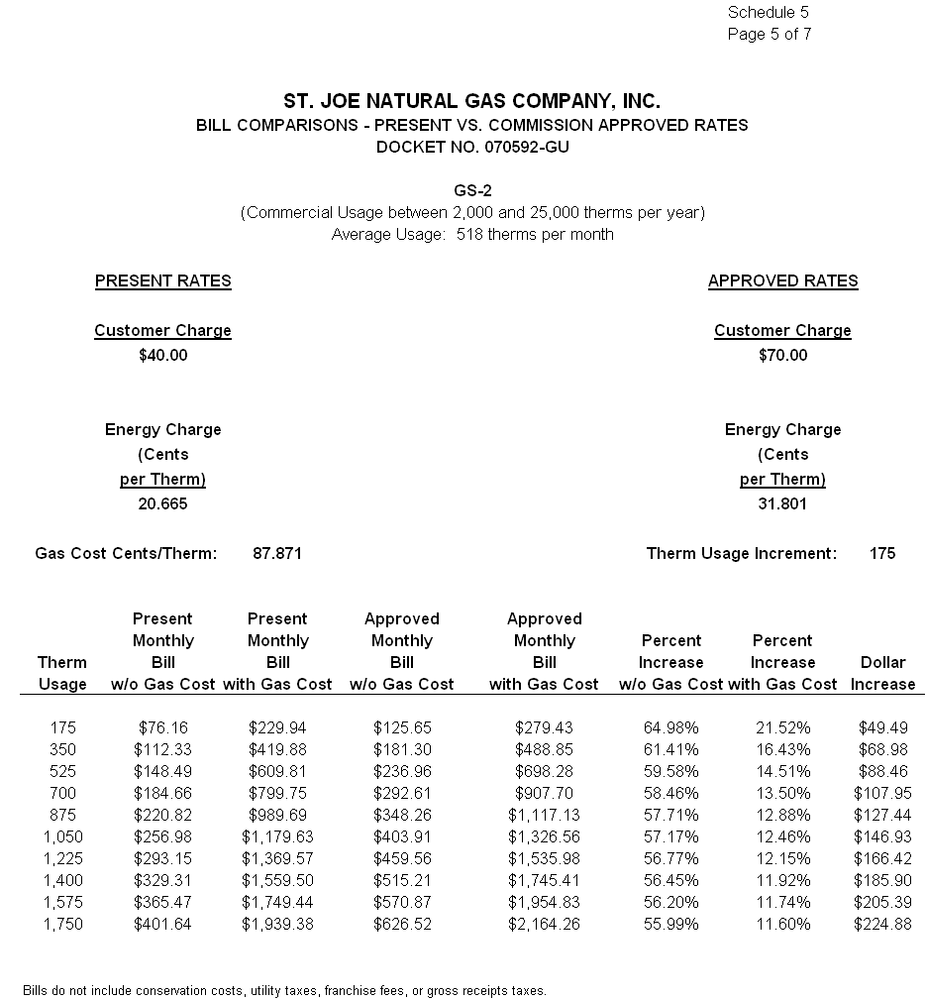 Schedule 5
Page 5 of 7
ST. JOE NATURAL GAS COMPANY, INC.
BILL COMPARISONS - PRESENT VS. COMMISSION APPROVED RATES
DOCKET NO. 070592-GU
GS-2
(Commercial Usage between 2,000 and 25,000 therms per year)
Average Usage: 518 therms per month
PRESENT RATES APPROVED RATES
Customer Charge Customer Charge
$40.00 $70.00
Energy Charge Energy Charge
(Cents (Cents
per Therm) per Therm)
20.665 31.801
Gas Cost Cents/Therm: 87.871 Therm Usage Increment: 175
Present Present Approved Approved
Monthly Monthly Monthly Monthly Percent Percent
Therm Bill Bill Bill Bill Increase Increase Dollar
Usage w/o Gas Cost with Gas Cost w/o Gas Cost with Gas Cost w/o Gas Cost with Gas Cost Increase
175 $76.16 $229.94 $125.65 $279.43 64.98% 21.52% $49.49
350 $112.33 $419.88 $181.30 $488.85 61.41% 16.43% $68.98
525 $148.49 $609.81 $236.96 $698.28 59.58% 14.51% $88.46
700 $184.66 $799.75 $292.61 $907.70 58.46% 13.50% $107.95
875 $220.82 $989.69 $348.26 $1,117.13 57.71% 12.88% $127.44
1,050 $256.98 $1,179.63 $403.91 $1,326.56 57.17% 12.46% $146.93
1,225 $293.15 $1,369.57 $459.56 $1,535.98 56.77% 12.15% $166.42
1,400 $329.31 $1,559.50 $515.21 $1,745.41 56.45% 11.92% $185.90
1,575 $365.47 $1,749.44 $570.87 $1,954.83 56.20% 11.74% $205.39
1,750 $401.64 $1,939.38 $626.52 $2,164.26 55.99% 11.60% $224.88
Bills do not include conservation costs, utility taxes, franchise fees, or gross receipts taxes.